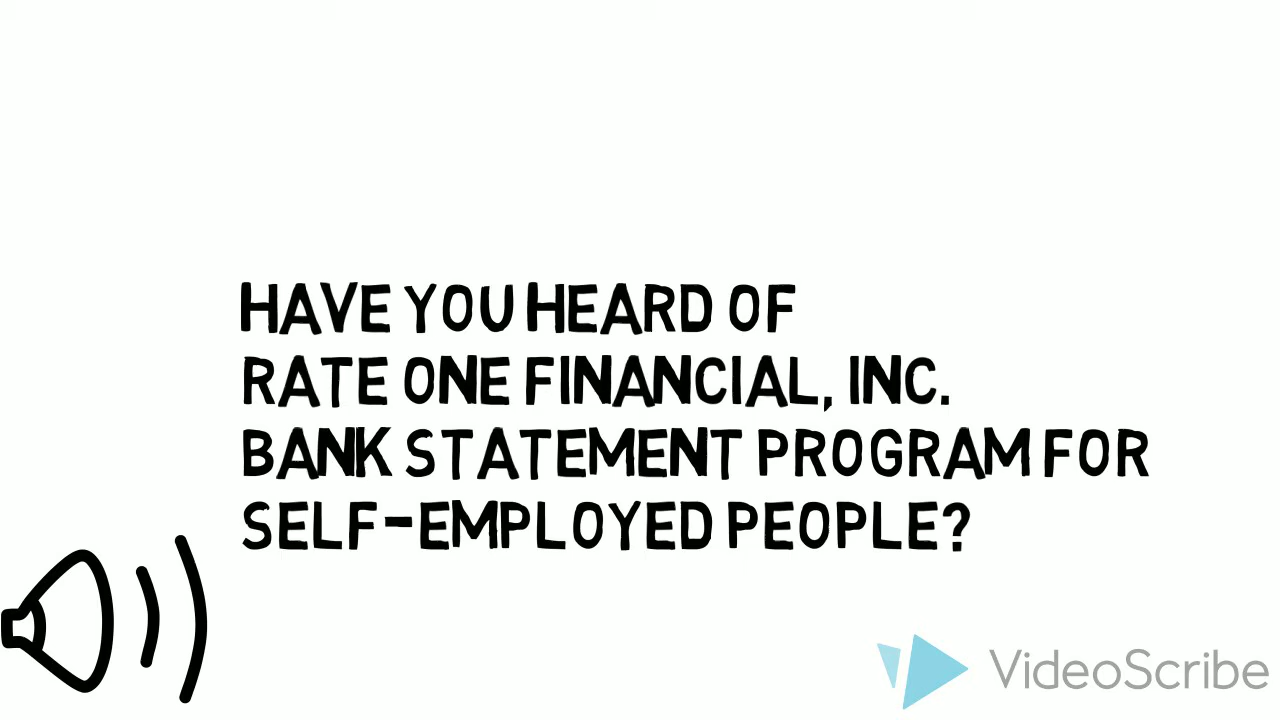 HAVE YOU HEARD OF
RATE ONE FINANCIAL, INC.
BANK STATEMENT PROGRAM FOR
SELF-EMPLOYED PEOPLE?
VideoScribe